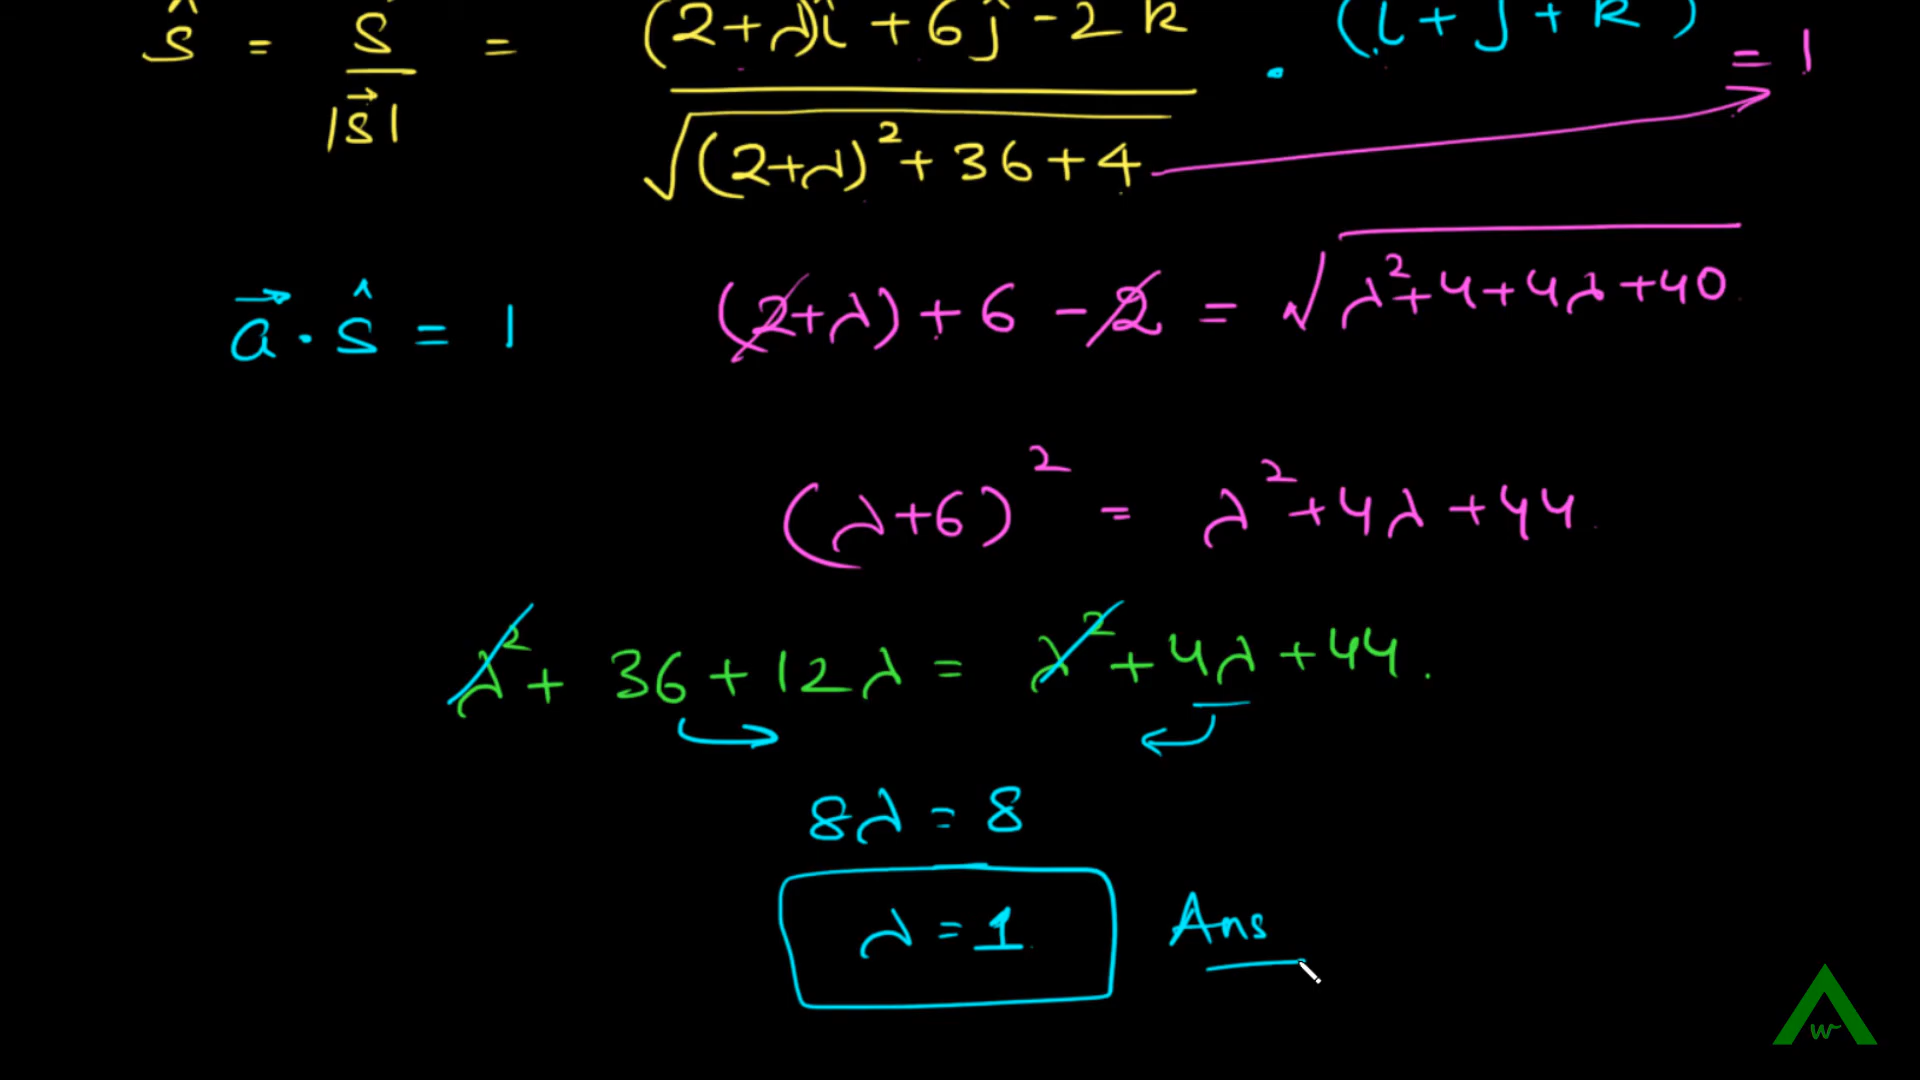 ŝ = s / |s⃗| = (2+λ)î + 6ĵ - 2k / √((2+λ)² + 36 + 4) · (i + j + k) = 1
a⃗ · ŝ = 1
(2+λ) + 6 - 2 = √(λ² + 4 + 4λ + 40)
(λ+6)² = λ² + 4λ + 44
λ² + 36 + 12λ = λ² + 4λ + 44.
8λ = 8
λ = 1 Ans
w